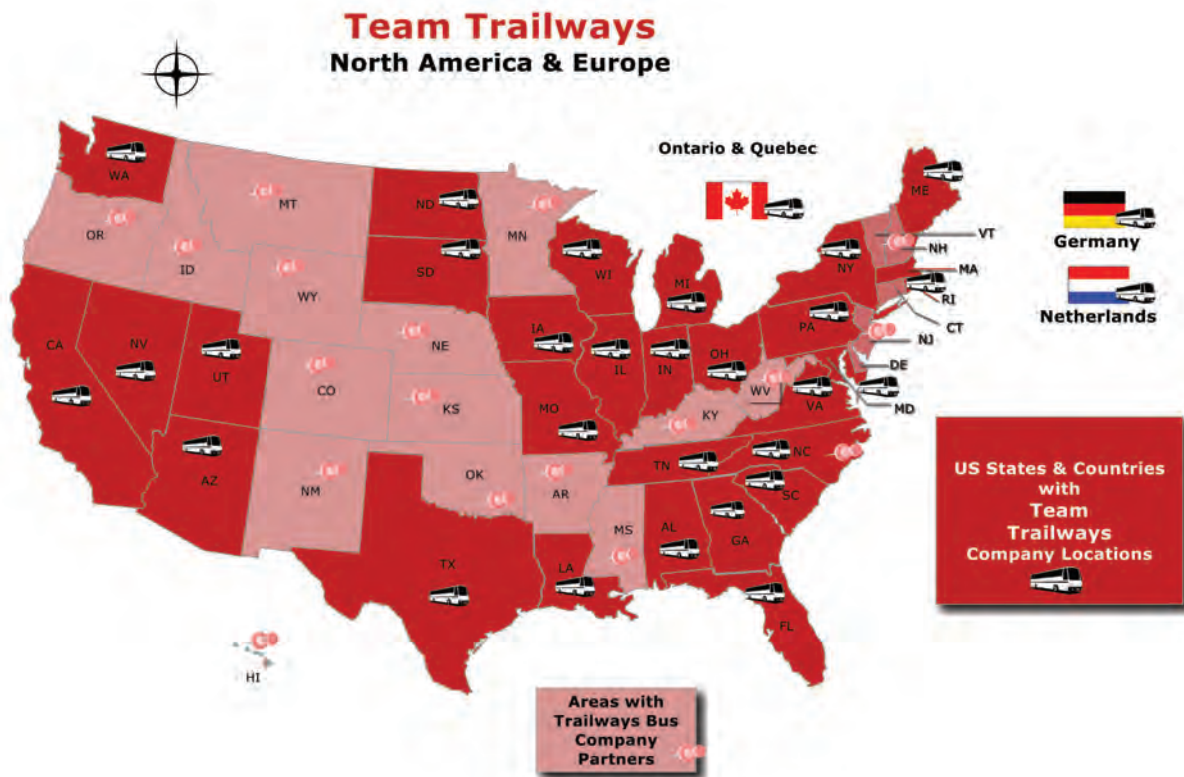 Team Trailways
North America & Europe
Ontario & Quebec
WA
MT
ND
MN
OR
ID
SD
WY
WI
MI
ME
NY
VT
NH
MA
RI
CT
NJ
DE
MD
PA
Germany
Netherlands
CA
NV
UT
CO
NE
KS
IA
IL
IN
OH
MO
WV
VA
KY
AZ
NM
OK
AR
TN
NC
SC
MS
AL
GA
TX
LA
FL
HI
US States & Countries
with
Team
Trailways
Company Locations
Areas with
Trailways Bus
Company
Partners